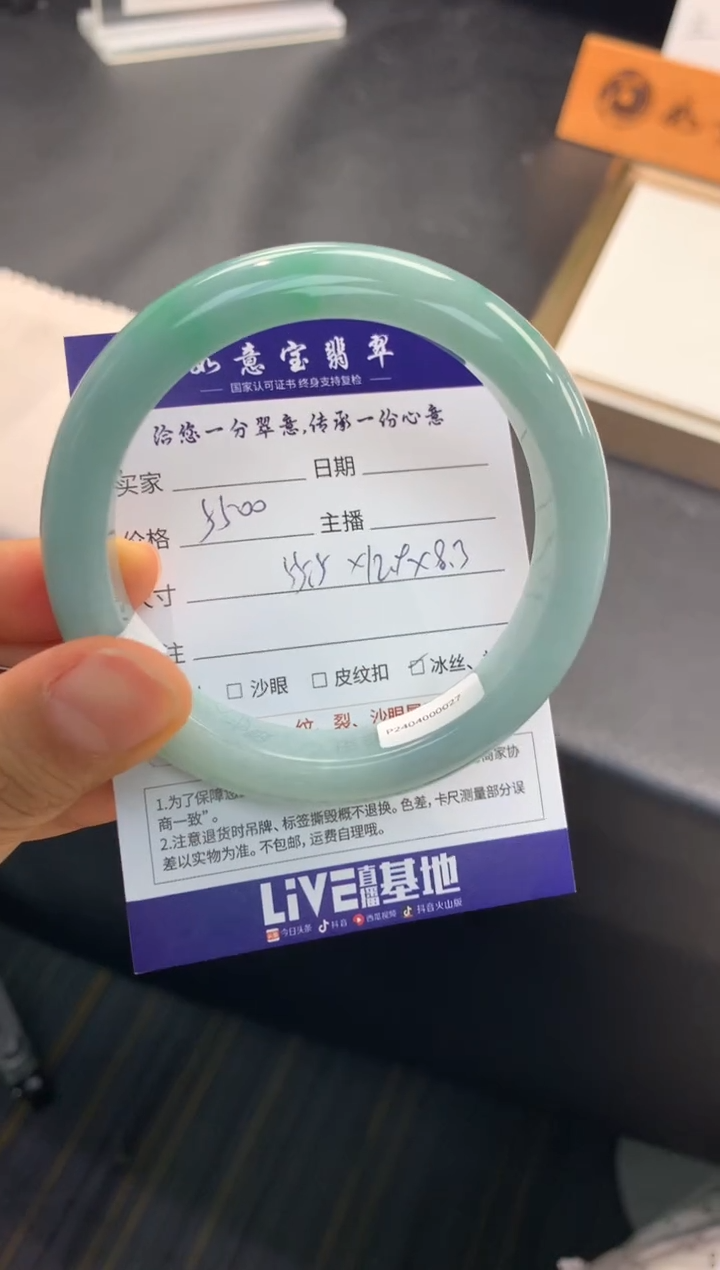 如意宝翡翠
国家认可证书 终身支持复检
给您一分翠意,传承一份心意
买家 日期
价格 5500 主播
寸 55.5 ×12.9×8.3
注
沙眼 皮纹扣 冰丝、
纹、裂、沙眼
P2404000027
1.为了保障 商家协
商一致”。
2.注意退货时吊牌、标签撕毁概不退换。色差,卡尺测量部分误
差以实物为准。不包邮,运费自理哦。
LiVE直播基地
今日头条 抖音 西瓜视频 抖音火山版